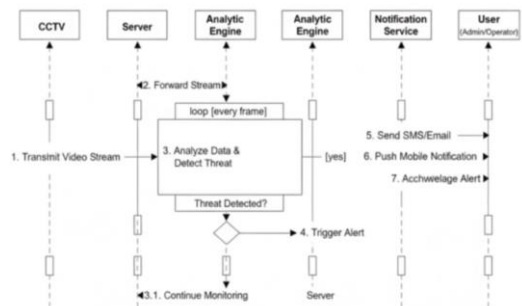 CCTV
Server
Analytic
Engine
Analytic
Engine
Notification
Service
User
(Admin/Operator)
2. Forward Stream
loop [every frame]
5. Send SMS/Email
1. Transmit Video Stream
3. Analyze Data &
Detect Threat
[yes]
6. Push Mobile Notification
7. Acchwelage Alert
Threat Detected?
4. Trigger Alert
3.1. Continue Monitoring
Server